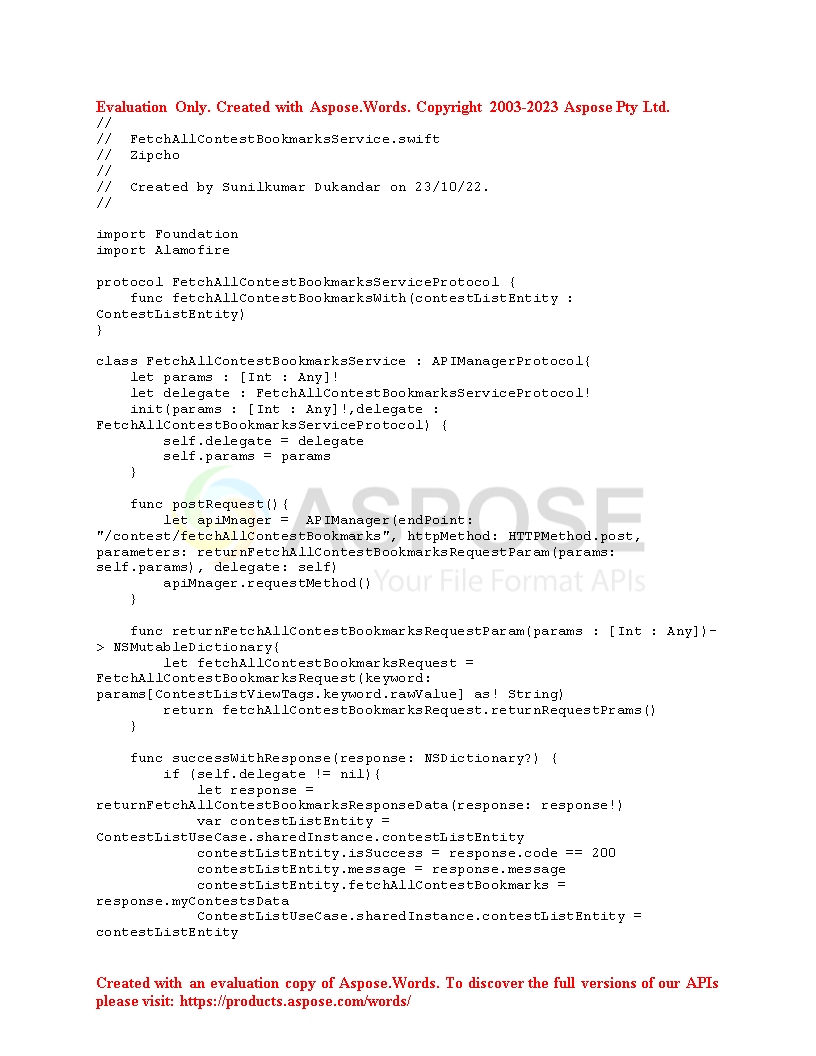 Evaluation Only. Created with Aspose.Words. Copyright 2003-2023 Aspose Pty Ltd.
//
//  FetchAllContestBookmarksService.swift
//  Zipcho
//
//  Created by Sunilkumar Dukandar on 23/10/22.
//
import Foundation
import Alamofire
protocol FetchAllContestBookmarksServiceProtocol {
    func fetchAllContestBookmarksWith(contestListEntity :
ContestListEntity)
}
class FetchAllContestBookmarksService : APIManagerProtocol{
    let params : [Int : Any]!
    let delegate : FetchAllContestBookmarksServiceProtocol!
    init(params : [Int : Any]!,delegate :
FetchAllContestBookmarksServiceProtocol) {
        self.delegate = delegate
        self.params = params
    }
    func postRequest(){
        let apiMnager =  APIManager(endPoint:
"/contest/fetchAllContestBookmarks", httpMethod: HTTPMethod.post,
parameters: returnFetchAllContestBookmarksRequestParam(params:
self.params), delegate: self)
        apiMnager.requestMethod()
    }
    func returnFetchAllContestBookmarksRequestParam(params : [Int : Any])-
> NSMutableDictionary{
        let fetchAllContestBookmarksRequest =
FetchAllContestBookmarksRequest(keyword:
params[ContestListViewTags.keyword.rawValue] as! String)
        return fetchAllContestBookmarksRequest.returnRequestPrams()
    }
    func successWithResponse(response: NSDictionary?) {
        if (self.delegate != nil){
            let response =
returnFetchAllContestBookmarksResponseData(response: response!)
            var contestListEntity =
ContestListUseCase.sharedInstance.contestListEntity
            contestListEntity.isSuccess = response.code == 200
            contestListEntity.message = response.message
            contestListEntity.fetchAllContestBookmarks =
response.myContestsData
            ContestListUseCase.sharedInstance.contestListEntity =
contestListEntity
ASPOSE
Your File Format APIs
Created with an evaluation copy of Aspose.Words. To discover the full versions of our APIs
please visit: https://products.aspose.com/words/